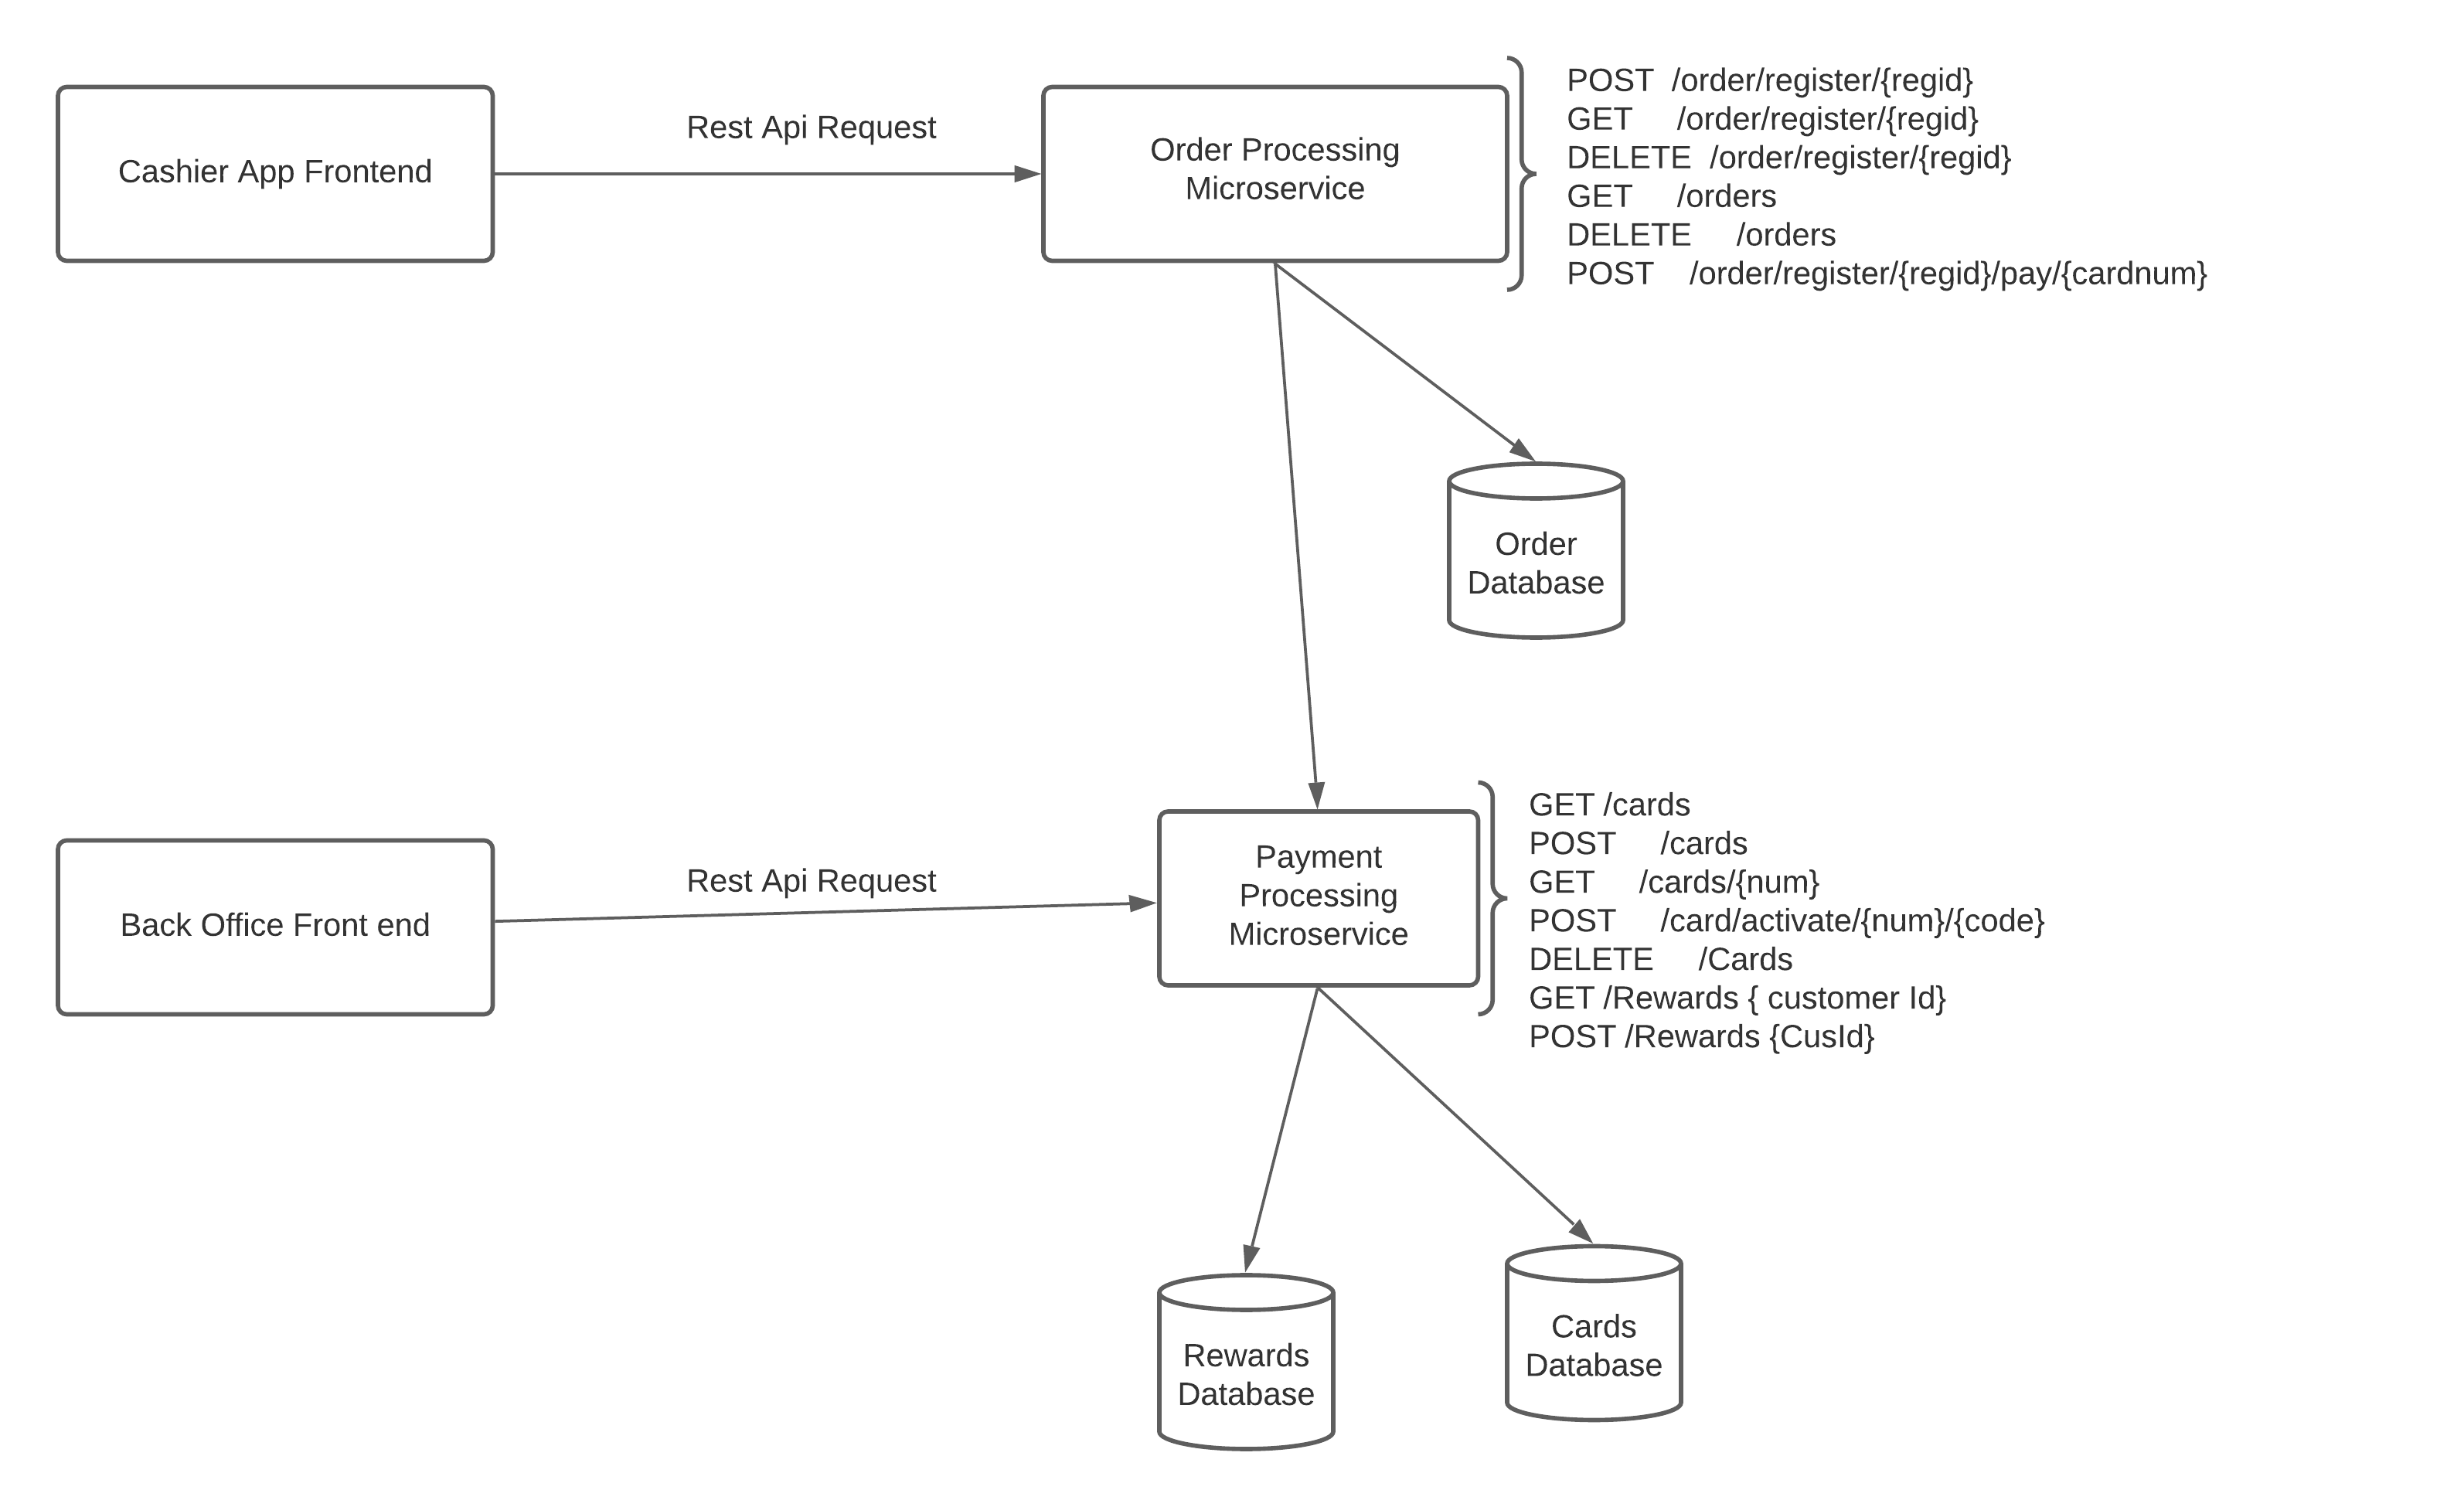 Cashier App Frontend
Rest Api Request
Order Processing
Microservice
POST /order/register/{regid}
GET /order/register/{regid}
DELETE /order/register/{regid}
GET /orders
DELETE /orders
POST /order/register/{regid}/pay/{cardnum}
Order
Database
Back Office Front end
Rest Api Request
Payment
Processing
Microservice
GET /cards
POST /cards
GET /cards/{num}
POST /card/activate/{num}/{code}
DELETE /Cards
GET /Rewards { customer Id}
POST /Rewards {CusId}
Rewards
Database
Cards
Database